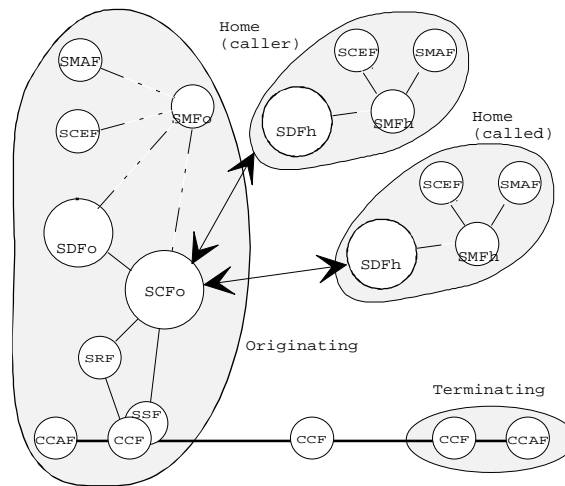 Home
(caller)
SMAF
SCEF
SMAF
SMFo
SDFh
SMFh
SCEF
Home
(called)
SCEF
SMAF
SDFo
SDFh
SMFh
SCFo
Originating
SRF
Terminating
SSF
CCAF
CCF
CCF
CCF
CCAF